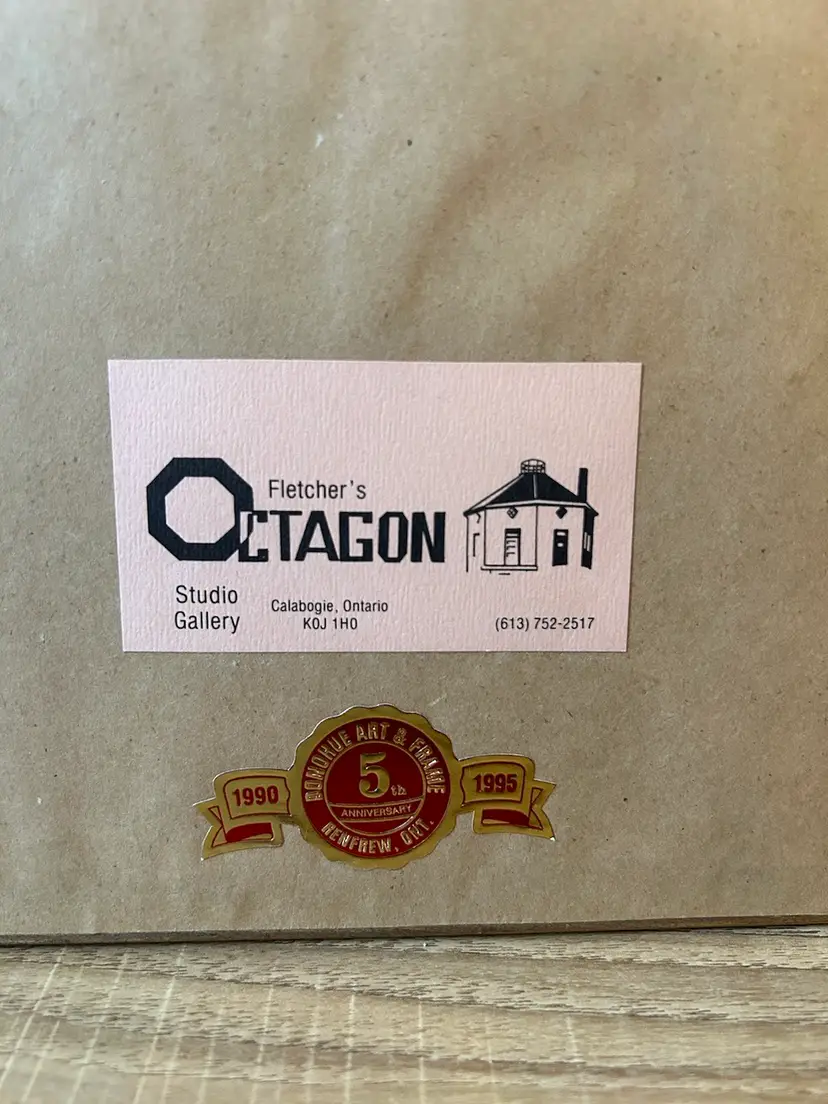 Fletcher's
OCTAGON
Studio
Gallery
Calabogie, Ontario
K0J 1H0
(613) 752-2517
DONOHUE ART & FRAME
1990
5th
1995
ANNIVERSARY
RENFREW, ONT.